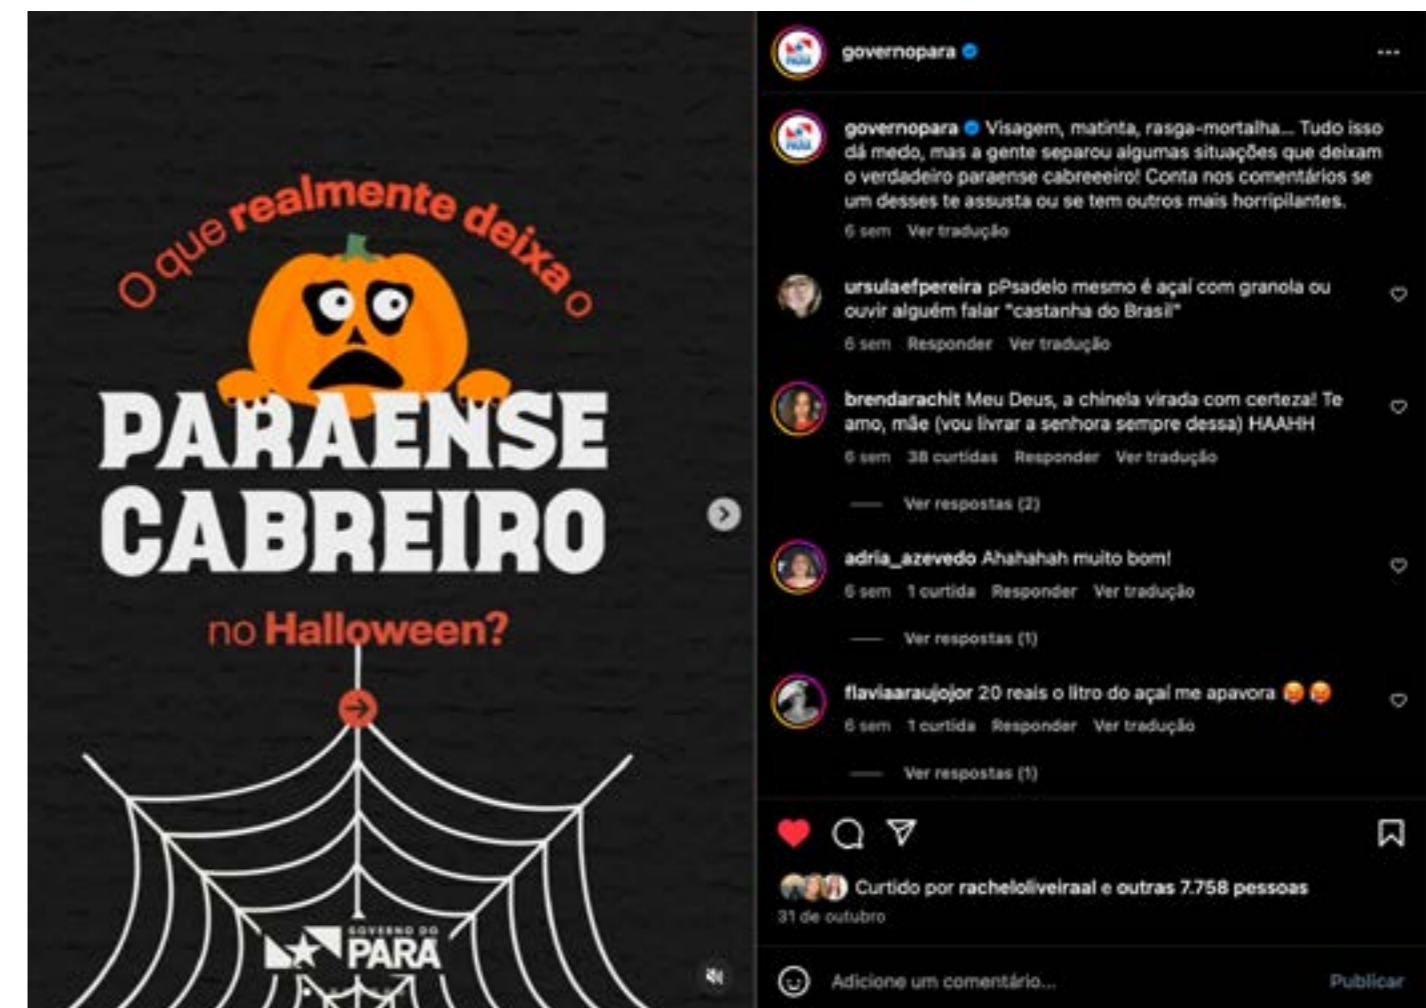 O que realmente deixa o
PARAENSE
CABREIRO
no Halloween?
GOVERNO DO
PARÁ
governopara
governopara Visagem, matinta, rasga-mortalha... Tudo isso
dá medo, mas a gente separou algumas situações que deixam
o verdadeiro paraense cabreeeiro! Conta nos comentários se
um desses te assusta ou se tem outros mais horripilantes.
6 sem Ver tradução
ursulaefpereira pPsadelo mesmo é açaí com granola ou
ouvir alguém falar "castanha do Brasil"
6 sem Responder Ver tradução
brendarachit Meu Deus, a chinela virada com certeza! Te
amo, mãe (vou livrar a senhora sempre dessa) HAAHH
6 sem 38 curtidas Responder Ver tradução
Ver respostas (2)
adria_azevedo Ahahahah muito bom!
6 sem 1 curtida Responder Ver tradução
Ver respostas (1)
flaviaaraujojor 20 reais o litro do açaí me apavora 🥵🥵
6 sem 1 curtida Responder Ver tradução
Ver respostas (1)
Curtido por racheloliveiraal e outras 7.758 pessoas
31 de outubro
Adicione um comentário... Publicar